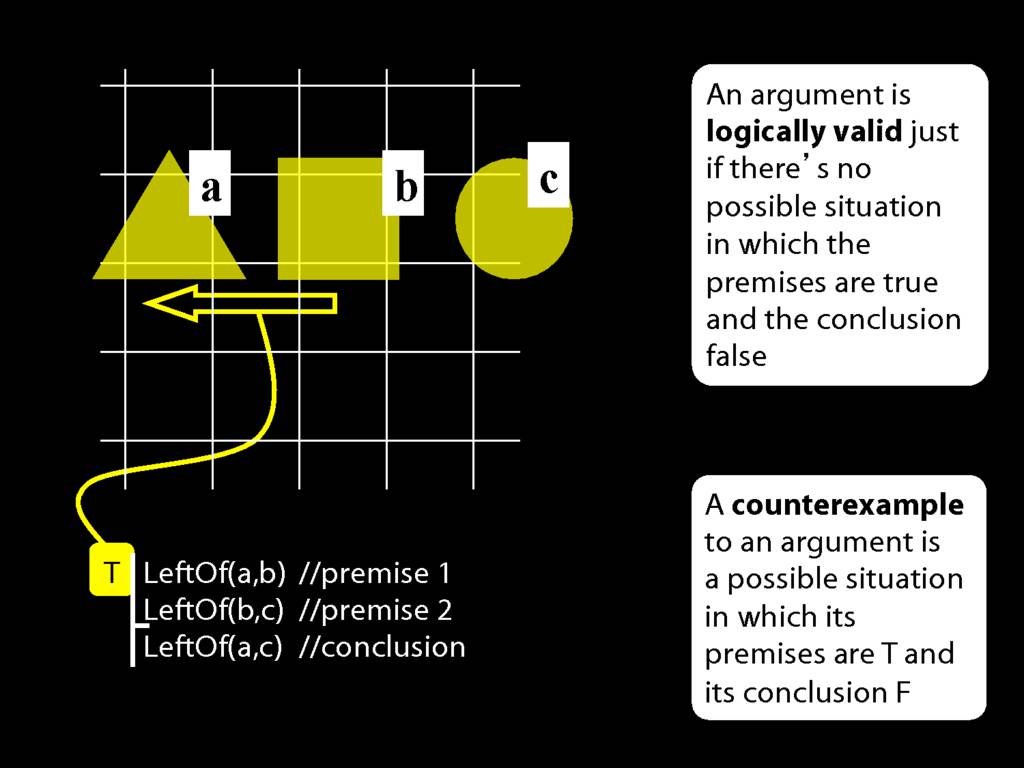 a
b
c
An argument is
logically valid just
if there’s no
possible situation
in which the
premises are true
and the conclusion
false
A counterexample
to an argument is
a possible situation
in which its
premises are T and
its conclusion F
T
LeftOf(a,b) //premise 1
LeftOf(b,c) //premise 2
LeftOf(a,c) //conclusion